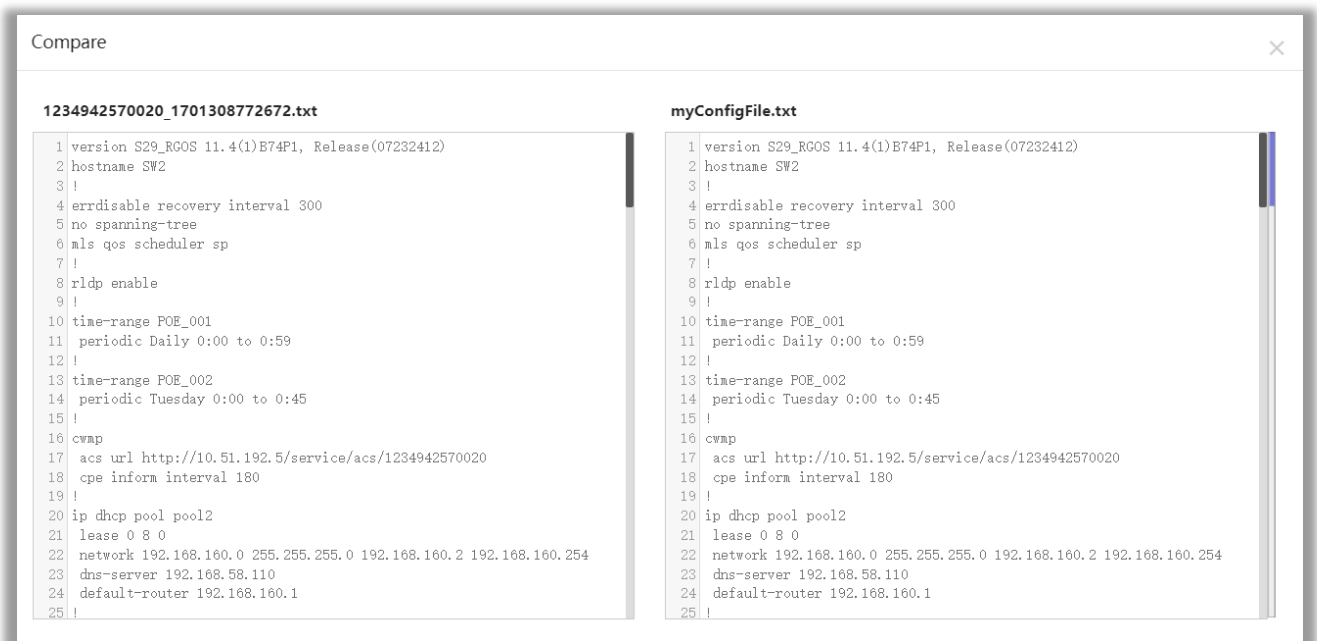 Compare
1234942570020_1701308772672.txt
1 version S29_RGOS 11.4(1)B74P1, Release(07232412)
2 hostname SW2
3 !
4 errdisable recovery interval 300
5 no spanning-tree
6 mls qos scheduler sp
7 !
8 rldp enable
9 !
10 time-range POE_001
11  periodic Daily 0:00 to 0:59
12 !
13 time-range POE_002
14  periodic Tuesday 0:00 to 0:45
15 !
16 cwmp
17  acs url http://10.51.192.5/service/acs/1234942570020
18  cpe inform interval 180
19 !
20 ip dhcp pool pool2
21  lease 0 8 0
22  network 192.168.160.0 255.255.255.0 192.168.160.2 192.168.160.254
23  dns-server 192.168.58.110
24  default-router 192.168.160.1
25 !
myConfigFile.txt
1 version S29_RGOS 11.4(1)B74P1, Release(07232412)
2 hostname SW2
3 !
4 errdisable recovery interval 300
5 no spanning-tree
6 mls qos scheduler sp
7 !
8 rldp enable
9 !
10 time-range POE_001
11  periodic Daily 0:00 to 0:59
12 !
13 time-range POE_002
14  periodic Tuesday 0:00 to 0:45
15 !
16 cwmp
17  acs url http://10.51.192.5/service/acs/1234942570020
18  cpe inform interval 180
19 !
20 ip dhcp pool pool2
21  lease 0 8 0
22  network 192.168.160.0 255.255.255.0 192.168.160.2 192.168.160.254
23  dns-server 192.168.58.110
24  default-router 192.168.160.1
25 !